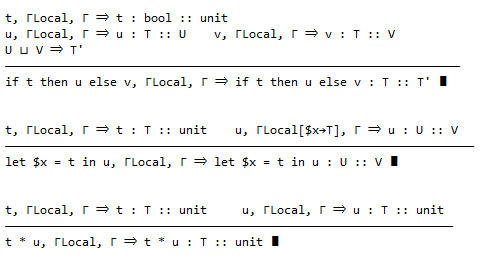 t, ΓLocal, Γ ⇒ t : bool :: unit
u, ΓLocal, Γ ⇒ u : T :: U    v, ΓLocal, Γ ⇒ v : T :: V
U ⊔ V ⇒ T'
if t then u else v, ΓLocal, Γ ⇒ if t then u else v : T :: T' ∎
t, ΓLocal, Γ ⇒ t : T :: unit    u, ΓLocal[$x→T], Γ ⇒ u : U :: V
let $x = t in u, ΓLocal, Γ ⇒ let $x = t in u : U :: V ∎
t, ΓLocal, Γ ⇒ t : T :: unit    u, ΓLocal, Γ ⇒ u : T :: unit
t * u, ΓLocal, Γ ⇒ t * u : T :: unit ∎